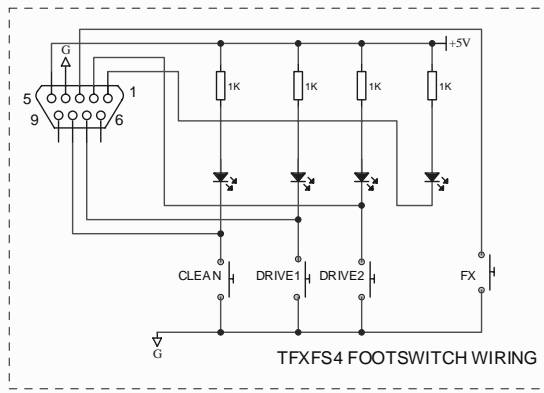 +5V
G
5
1
9
6
1K
1K
1K
1K
CLEAN
DRIVE1
DRIVE2
FX
G
TFXFS4 FOOTSWITCH WIRING